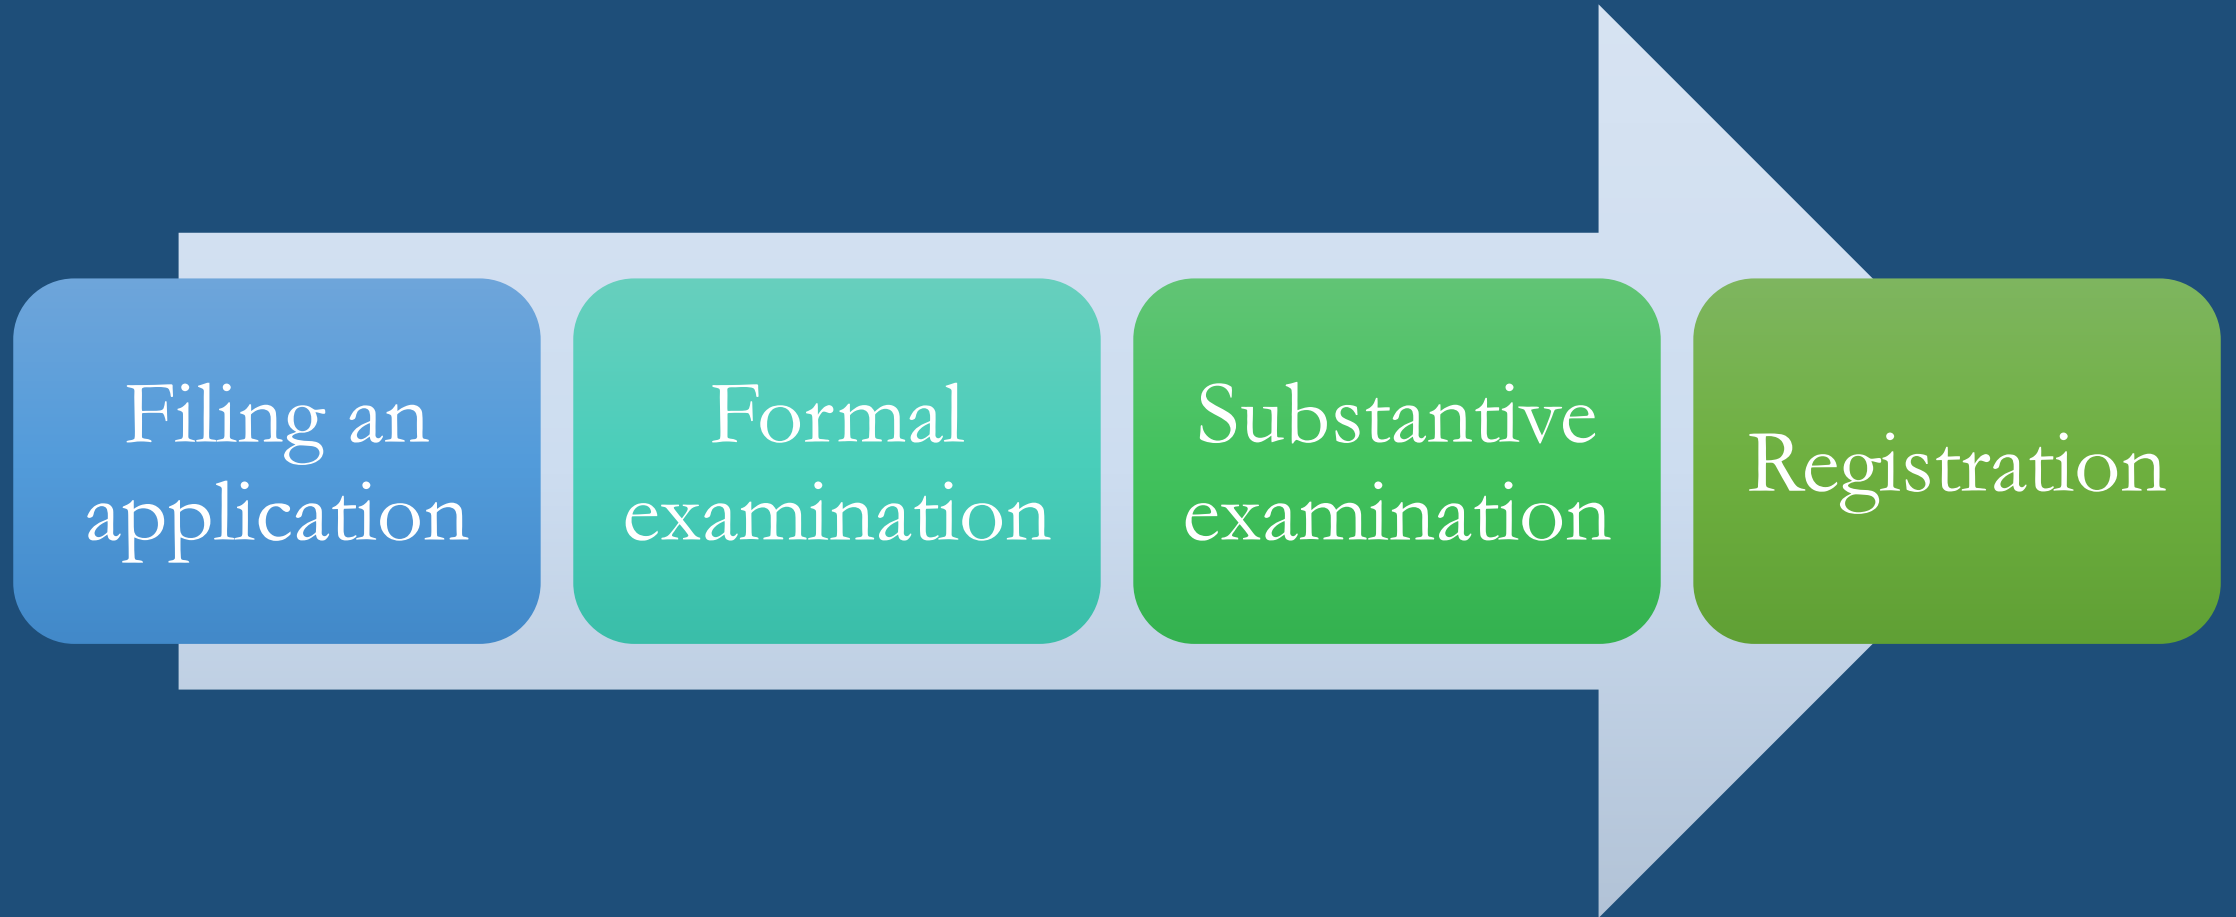 Filing an
application
Formal
examination
Substantive
examination
Registration